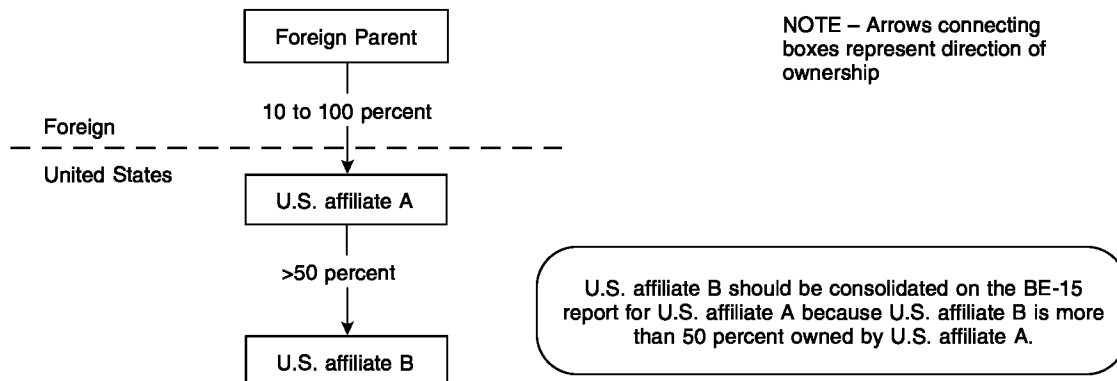 Foreign Parent
NOTE – Arrows connecting
boxes represent direction of
ownership
10 to 100 percent
Foreign
United States
U.S. affiliate A
>50 percent
U.S. affiliate B should be consolidated on the BE-15
report for U.S. affiliate A because U.S. affiliate B is more
than 50 percent owned by U.S. affiliate A.
U.S. affiliate B